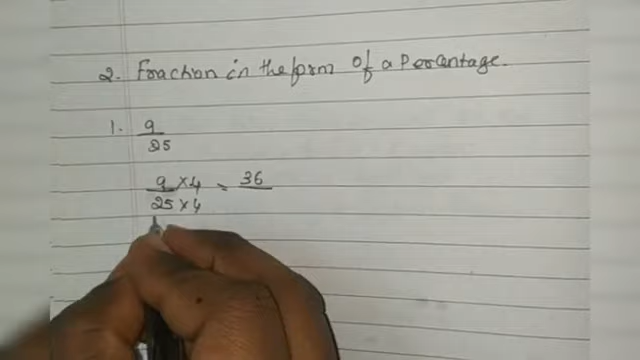 2. Fraction in the form of a Percentage.
1. 9/25
9×4/25×4 = 36